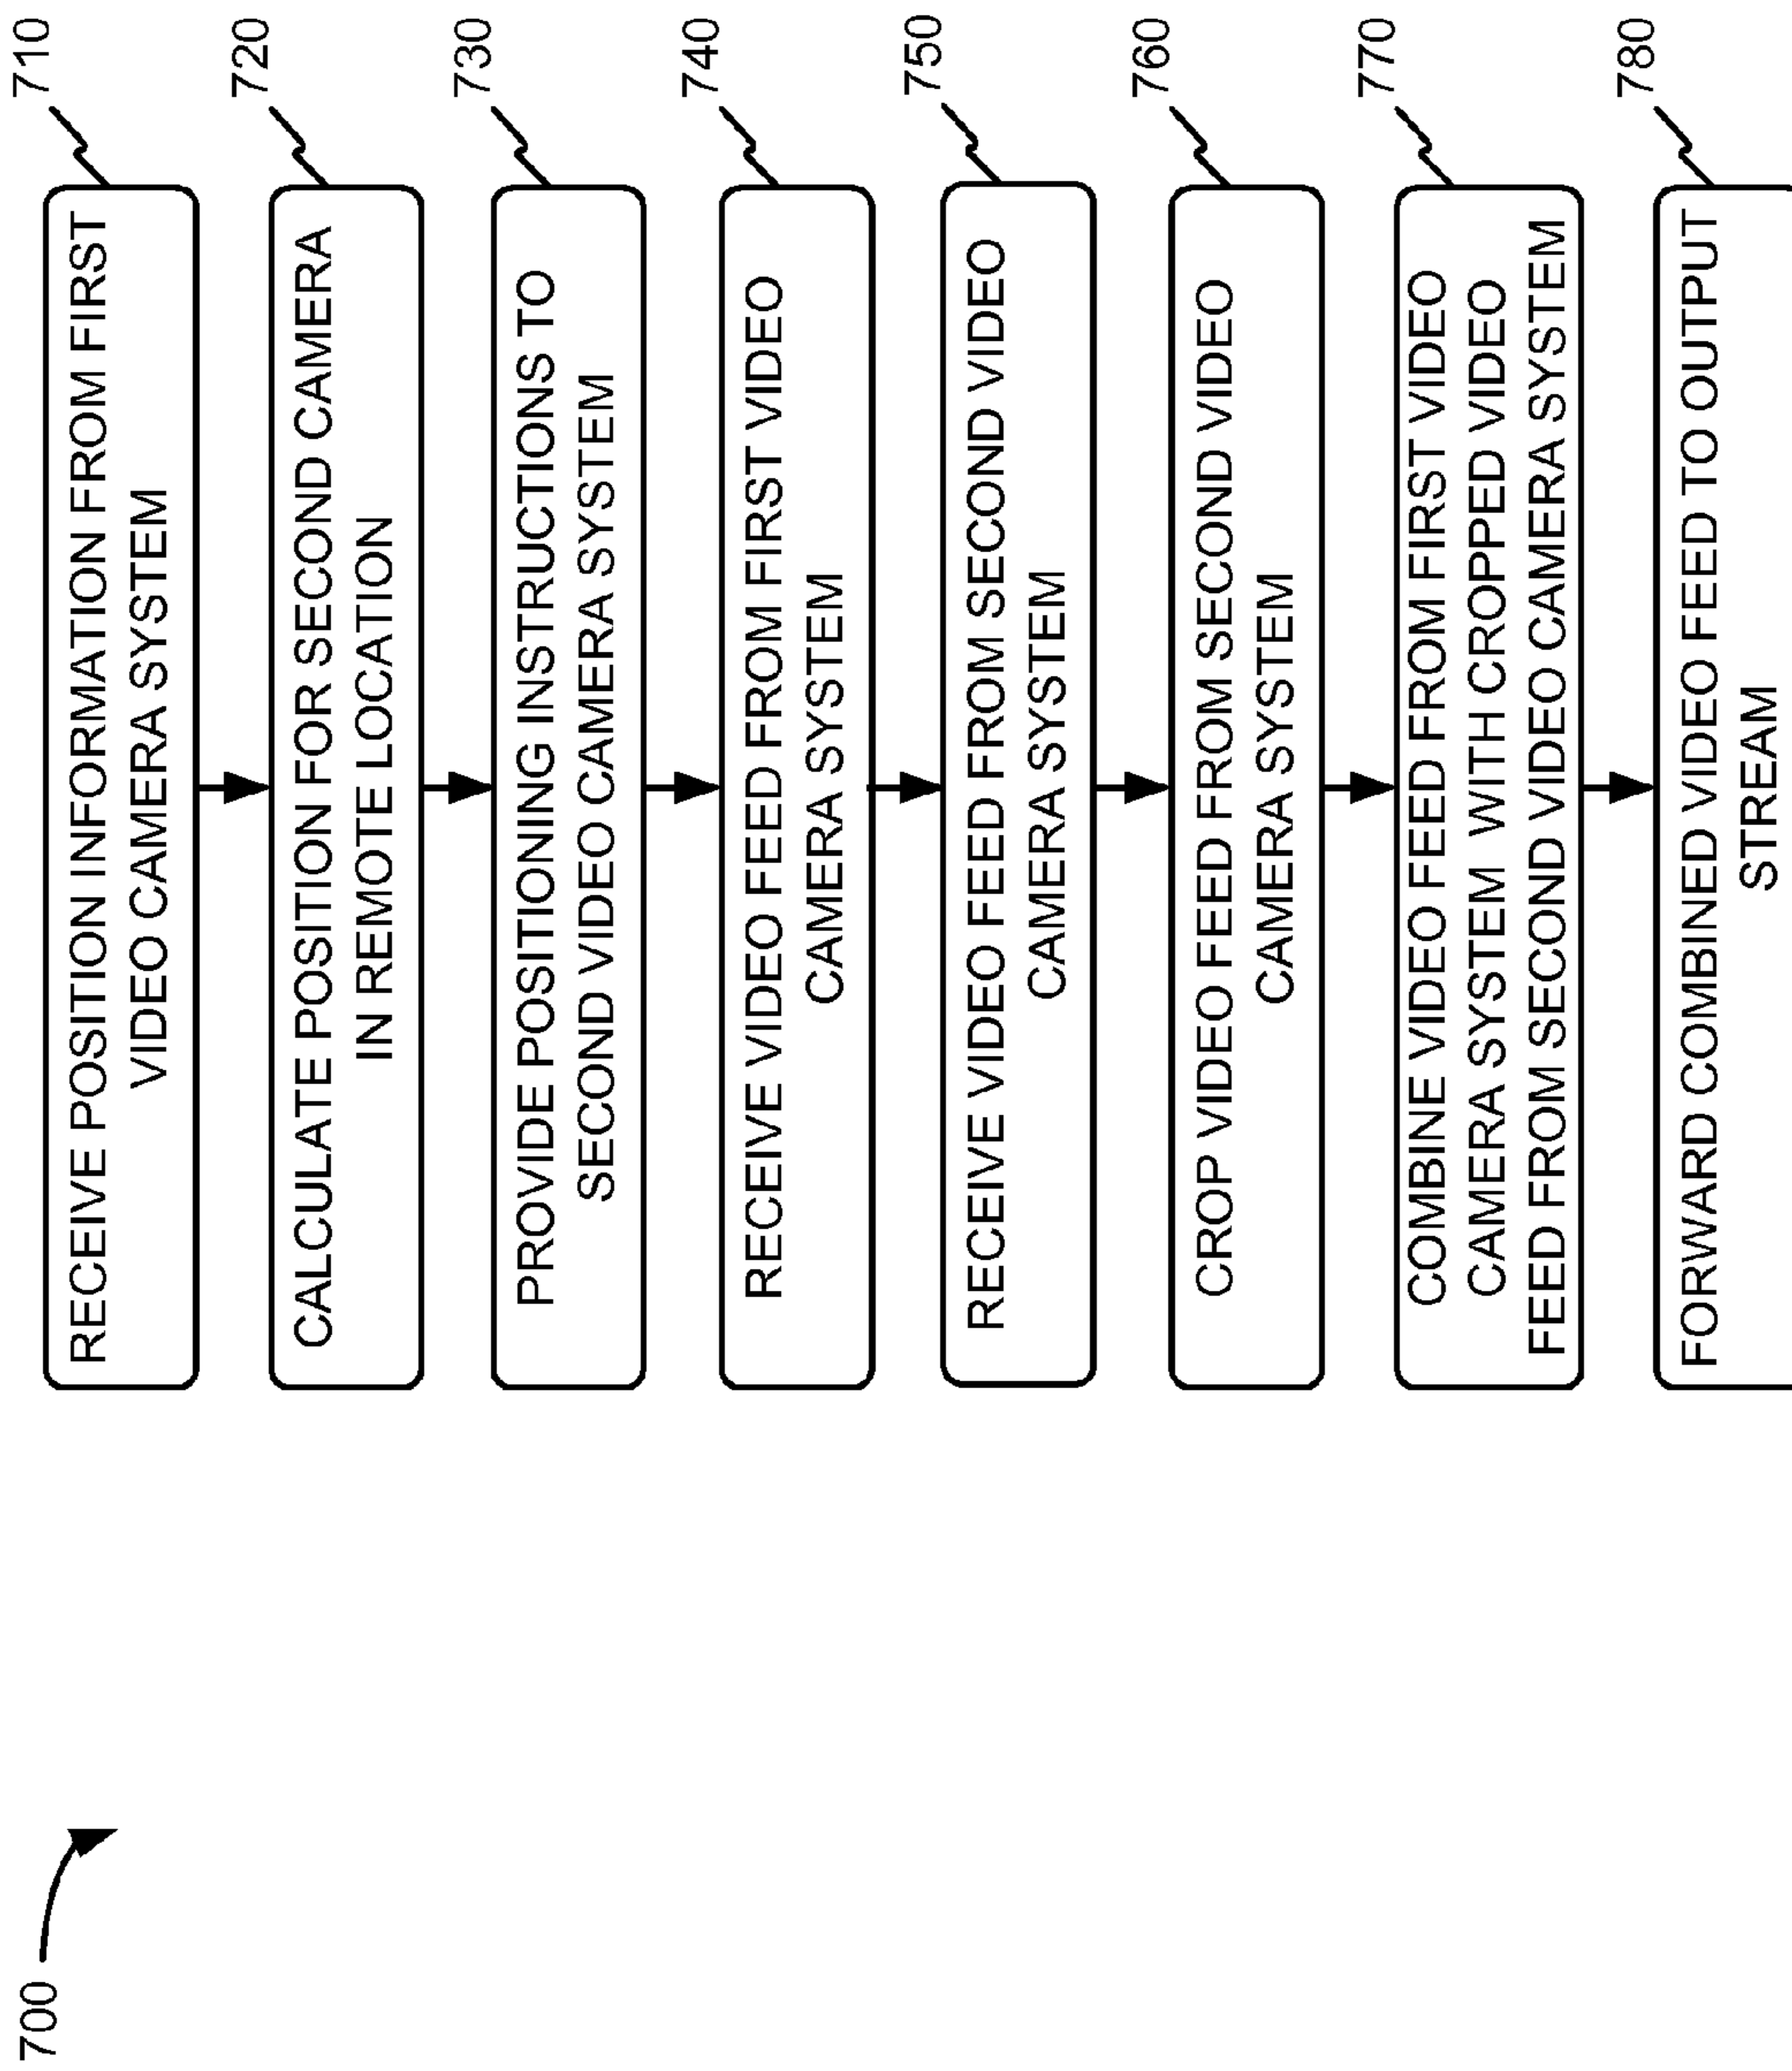 700
RECEIVE POSITION INFORMATION FROM FIRST
VIDEO CAMERA SYSTEM
710
CALCULATE POSITION FOR SECOND CAMERA
IN REMOTE LOCATION
720
PROVIDE POSITIONING INSTRUCTIONS TO
SECOND VIDEO CAMERA SYSTEM
730
RECEIVE VIDEO FEED FROM FIRST VIDEO
CAMERA SYSTEM
740
RECEIVE VIDEO FEED FROM SECOND VIDEO
CAMERA SYSTEM
750
CROP VIDEO FEED FROM SECOND VIDEO
CAMERA SYSTEM
760
COMBINE VIDEO FEED FROM FIRST VIDEO
CAMERA SYSTEM WITH CROPPED VIDEO
FEED FROM SECOND VIDEO CAMERA SYSTEM
770
FORWARD COMBINED VIDEO FEED TO OUTPUT
STREAM
780